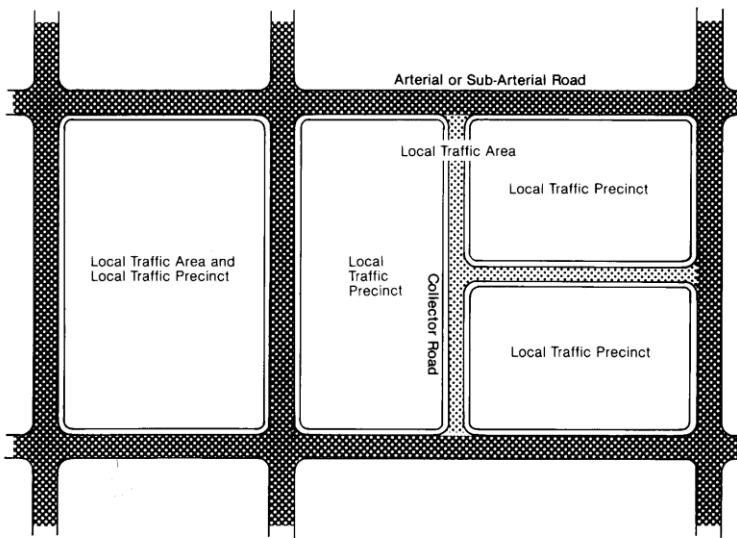 Arterial or Sub-Arterial Road
Local Traffic Area
Local Traffic Precinct
Local Traffic Area and
Local Traffic Precinct
Local
Traffic
Precinct
Collector Road
Local Traffic Precinct